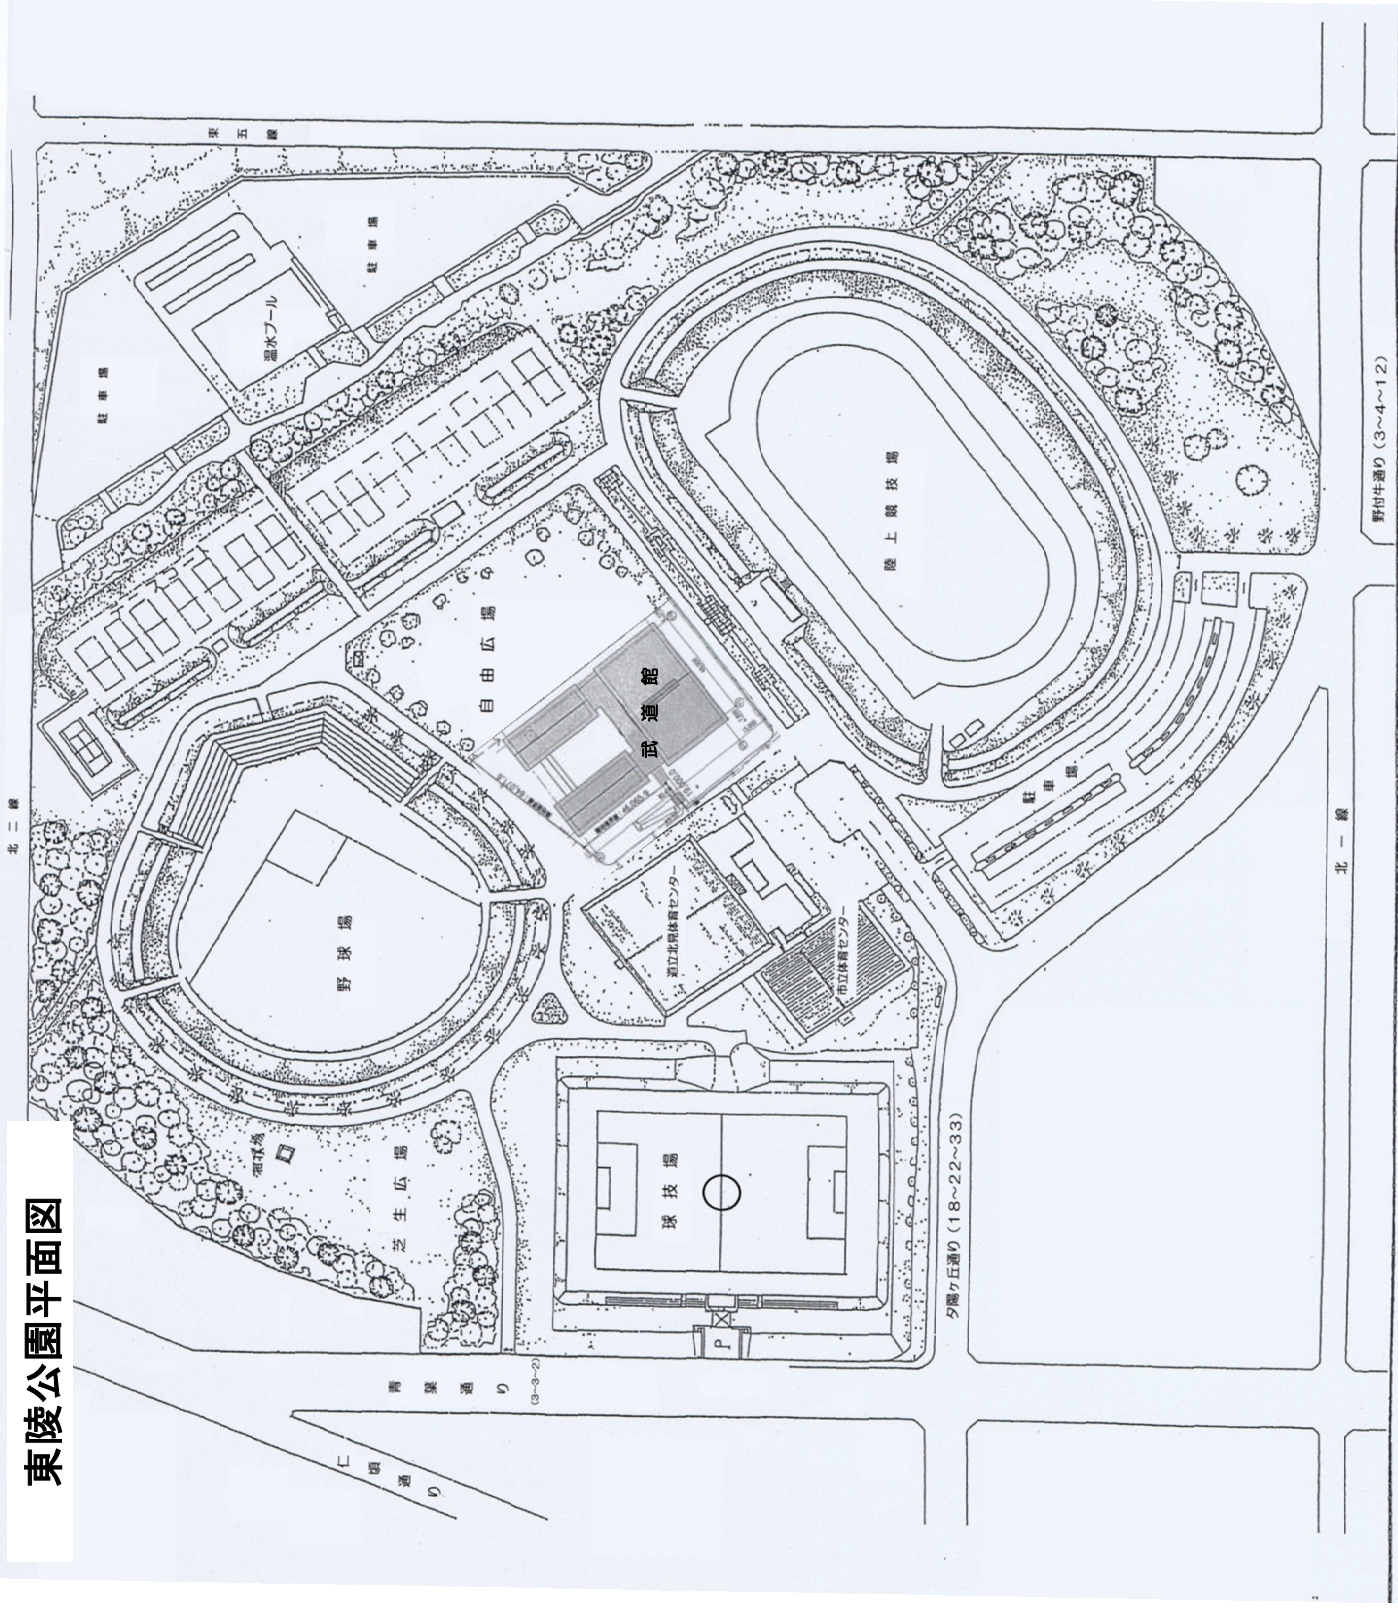 東陵公園平面図
北二線
東五線
駐車場
駐車場
温水プール
自由広場
武道館
陸上競技場
野球場
道立北見体育センター
市立体育センター
駐車場
相撲場
芝生広場
球技場
P
青葉通り
(3~3~2)
仁頃通り
夕陽ヶ丘通り(18~22~33)
野付牛通り(3~4~12)
北一線